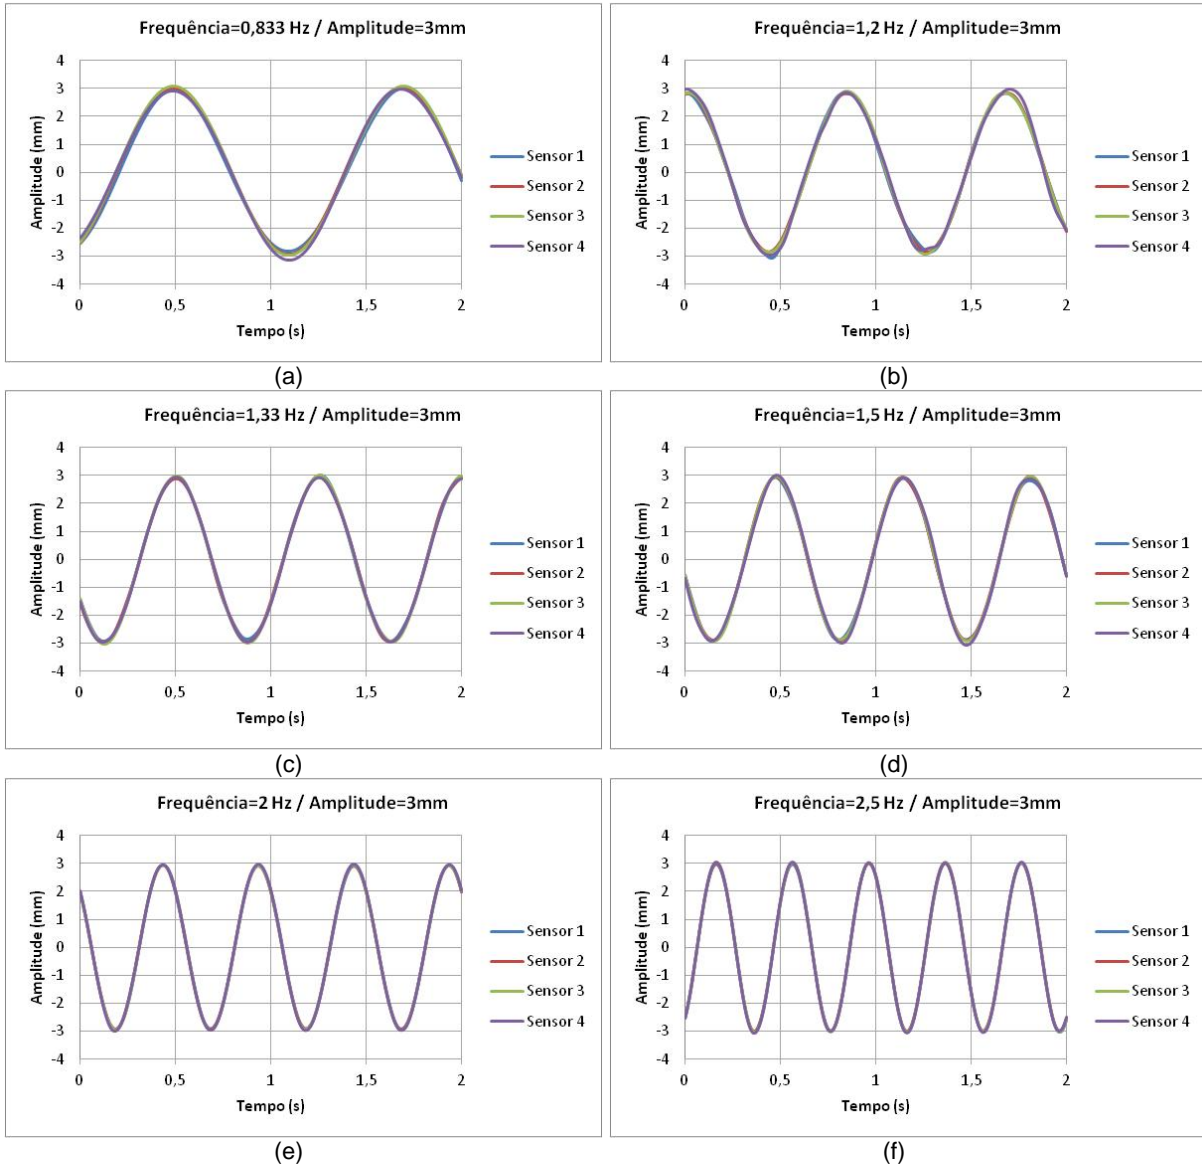 Frequência=0,833 Hz / Amplitude=3mm
Amplitude (mm)
4
3
2
1
0
-1
-2
-3
-4
0 0,5 1 1,5 2
Tempo (s)
Sensor 1
Sensor 2
Sensor 3
Sensor 4
(a)
Frequência=1,2 Hz / Amplitude=3mm
Amplitude (mm)
4
3
2
1
0
-1
-2
-3
-4
0 0,5 1 1,5 2
Tempo (s)
Sensor 1
Sensor 2
Sensor 3
Sensor 4
(b)
Frequência=1,33 Hz / Amplitude=3mm
Amplitude (mm)
4
3
2
1
0
-1
-2
-3
-4
0 0,5 1 1,5 2
Tempo (s)
Sensor 1
Sensor 2
Sensor 3
Sensor 4
(c)
Frequência=1,5 Hz / Amplitude=3mm
Amplitude (mm)
4
3
2
1
0
-1
-2
-3
-4
0 0,5 1 1,5 2
Tempo (s)
Sensor 1
Sensor 2
Sensor 3
Sensor 4
(d)
Frequência=2 Hz / Amplitude=3mm
Amplitude (mm)
4
3
2
1
0
-1
-2
-3
-4
0 0,5 1 1,5 2
Tempo (s)
Sensor 1
Sensor 2
Sensor 3
Sensor 4
(e)
Frequência=2,5 Hz / Amplitude=3mm
Amplitude (mm)
4
3
2
1
0
-1
-2
-3
-4
0 0,5 1 1,5 2
Tempo (s)
Sensor 1
Sensor 2
Sensor 3
Sensor 4
(f)